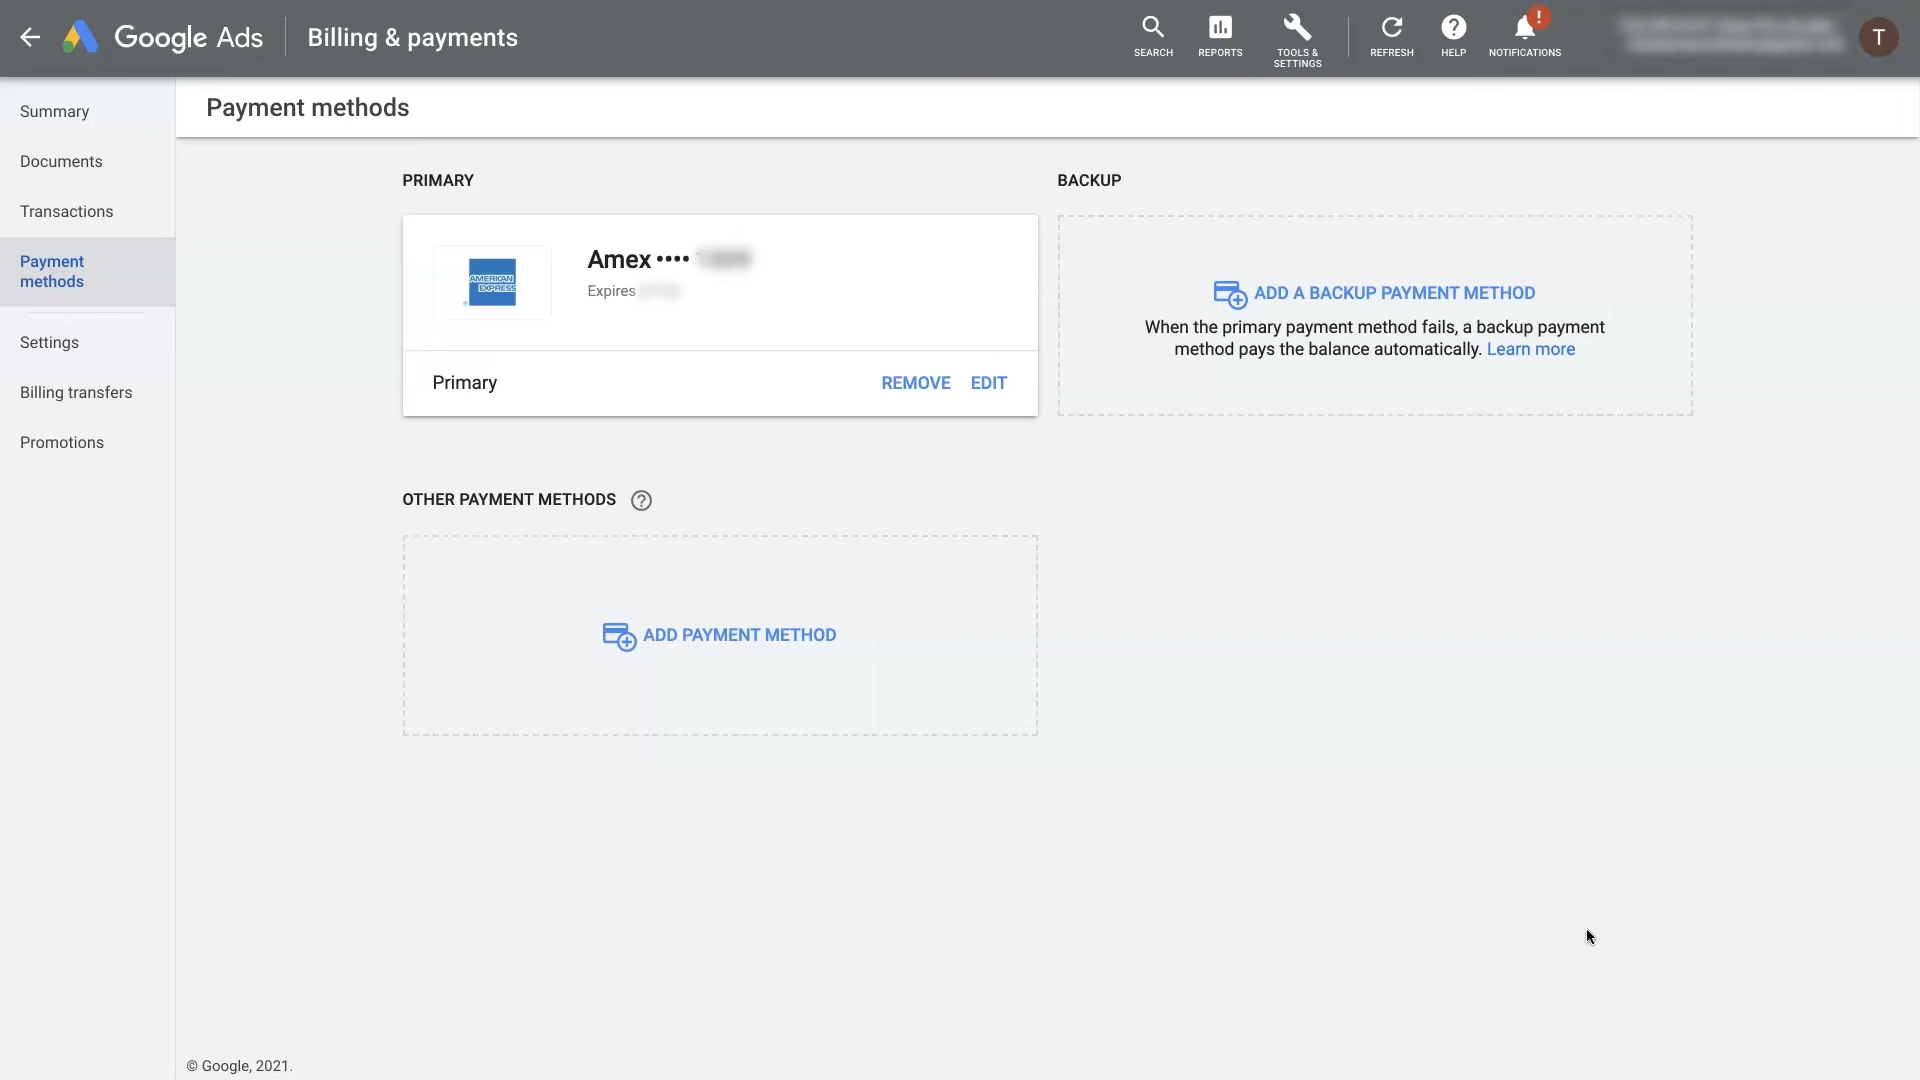 Google Ads
Billing & payments
SEARCH
REPORTS
TOOLS &
SETTINGS
REFRESH
HELP
!
NOTIFICATIONS
T
Summary
Documents
Transactions
Payment
methods
Settings
Billing transfers
Promotions
Payment methods
PRIMARY
AMERICAN
EXPRESS
Amex ••••
Expires
Primary
REMOVE
EDIT
BACKUP
ADD A BACKUP PAYMENT METHOD
When the primary payment method fails, a backup payment
method pays the balance automatically. Learn more
OTHER PAYMENT METHODS ?
ADD PAYMENT METHOD
© Google, 2021.